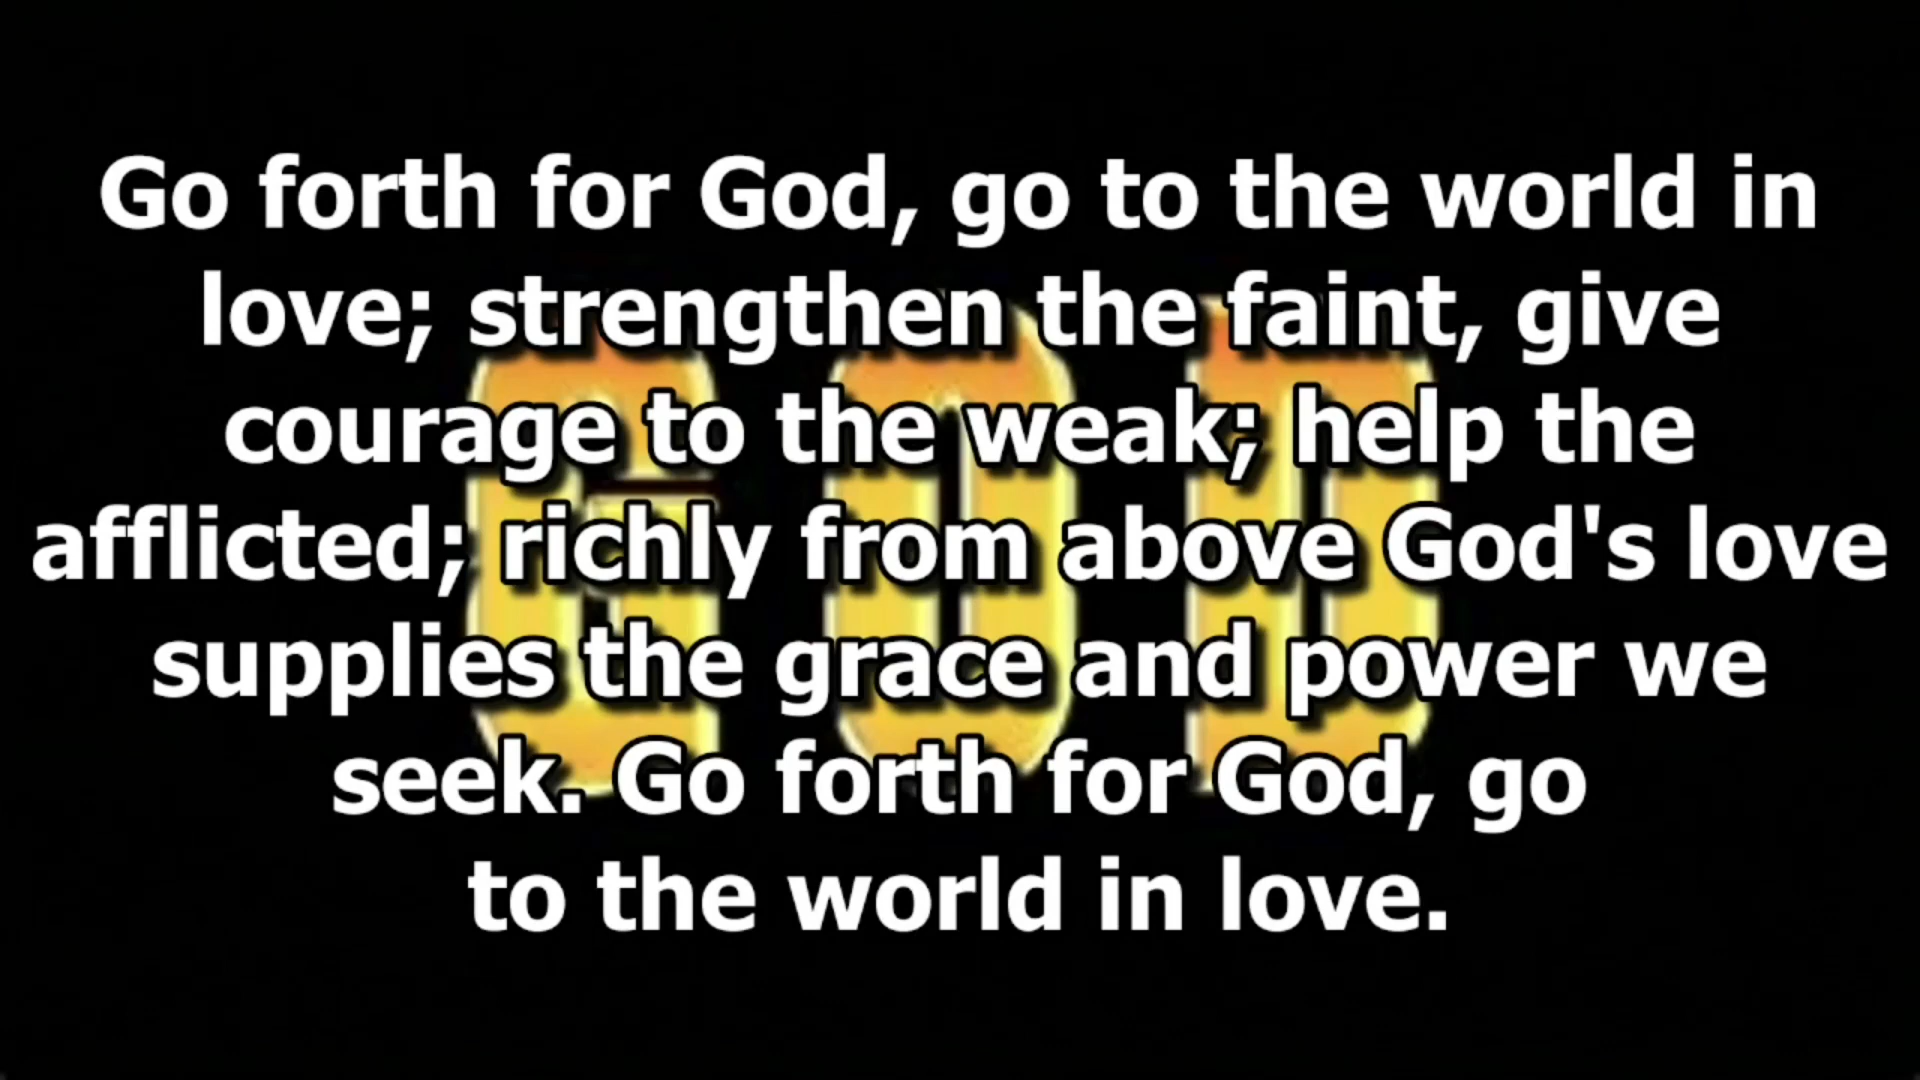 Go forth for God, go to the world in
love; strengthen the faint, give
courage to the weak; help the
afflicted; richly from above God's love
supplies the grace and power we
seek. Go forth for God, go
to the world in love.
GOD